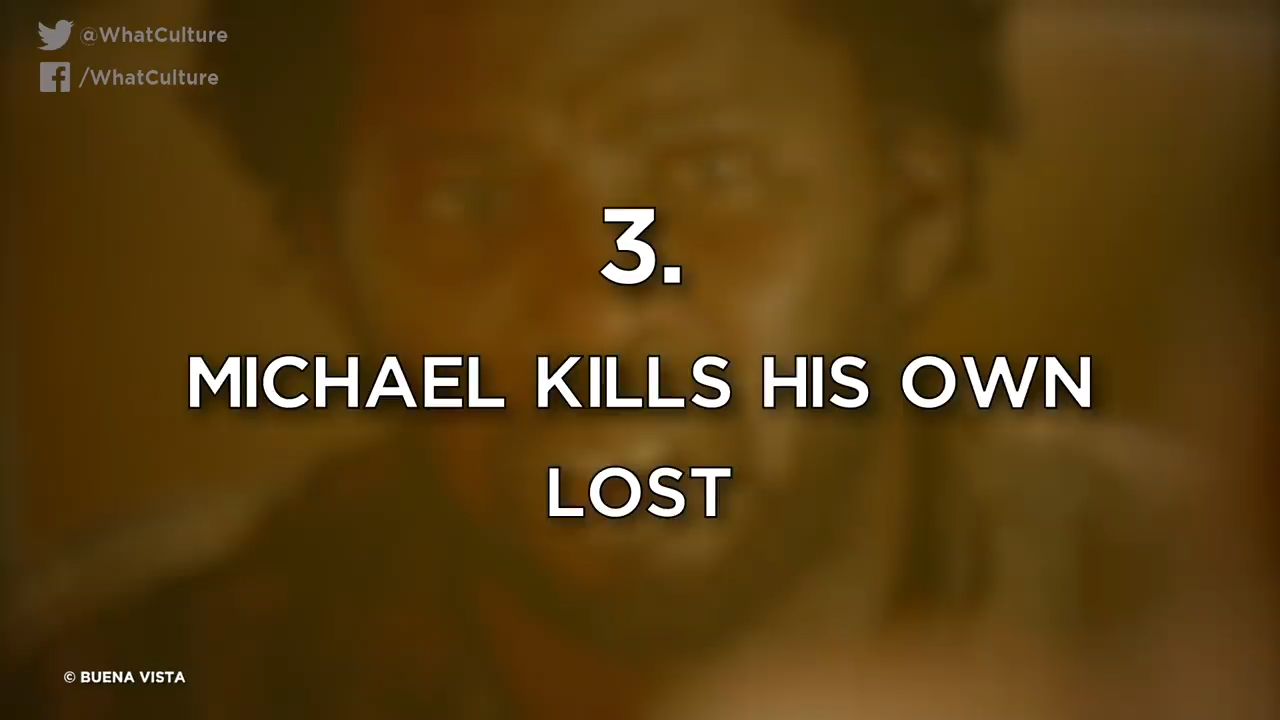 @WhatCulture
/WhatCulture
3.
MICHAEL KILLS HIS OWN
LOST
© BUENA VISTA